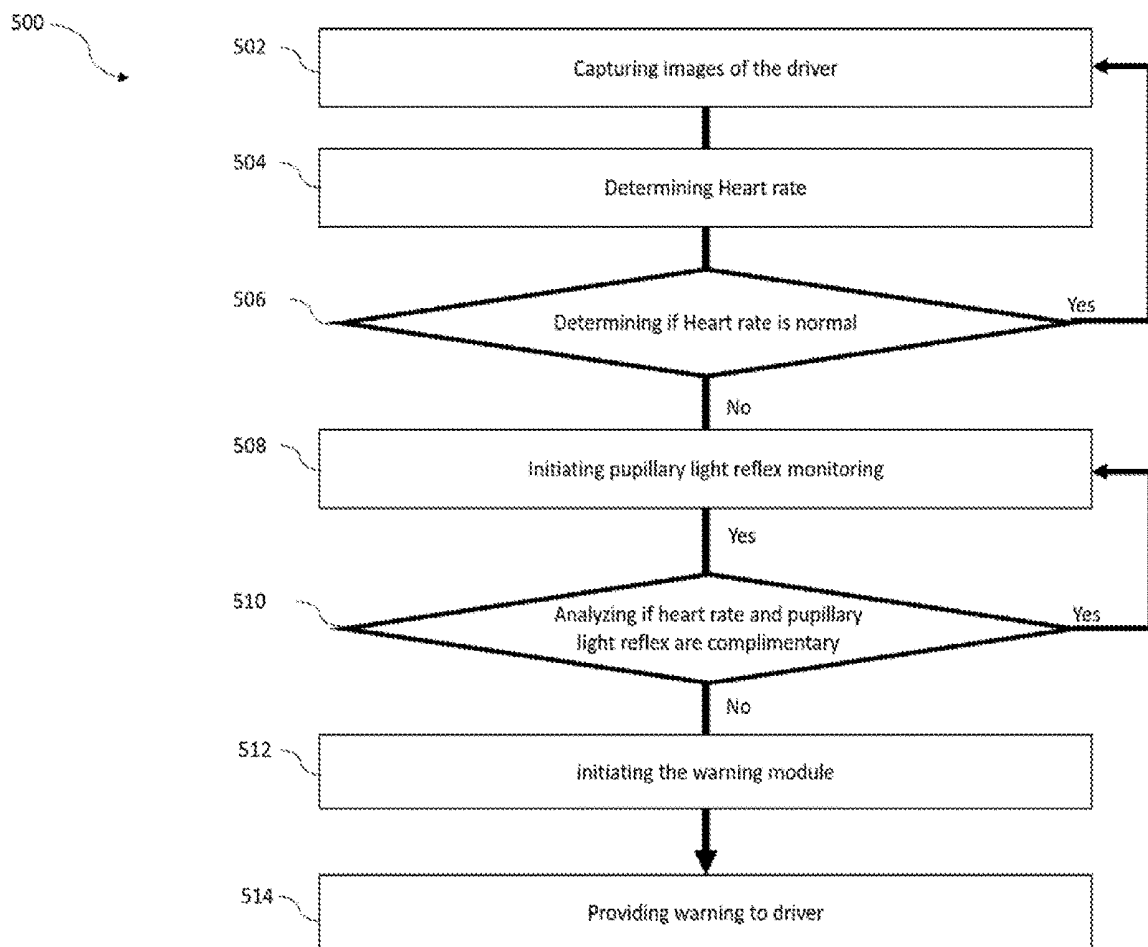 500
502
Capturing images of the driver
504
Determining Heart rate
506
Determining if Heart rate is normal
Yes
No
508
Initiating pupillary light reflex monitoring
Yes
510
Analyzing if heart rate and pupillary
light reflex are complimentary
Yes
No
512
Initiating the warning module
514
Providing warning to driver